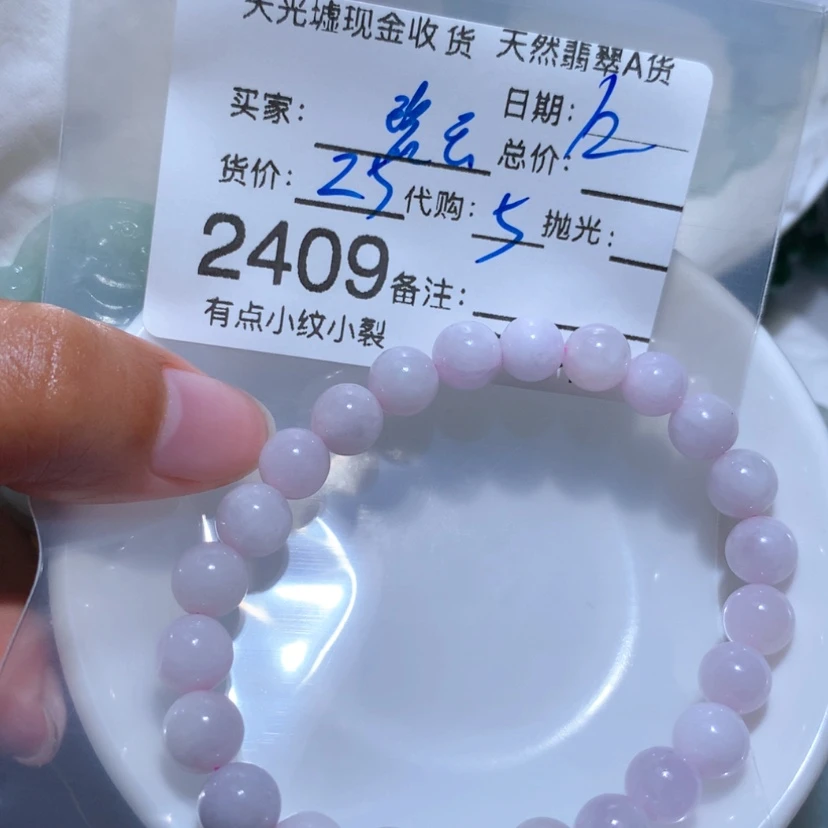 天光墟现金收货 天然翡翠A货
买家: 日期: 12
货价: 25 代购: 5 总价:
抛光:
2409 备注:
有点小纹小裂